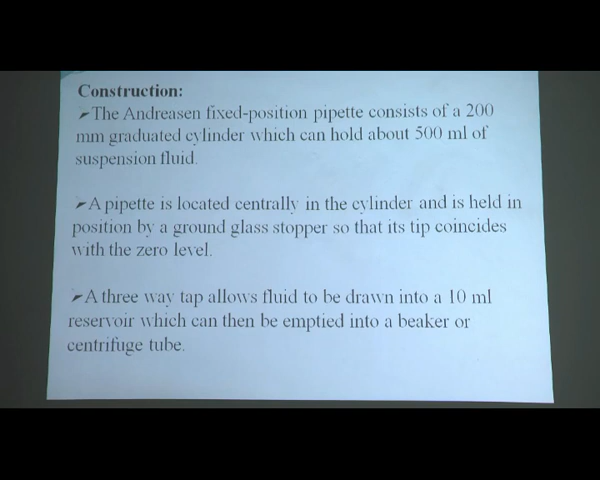 Construction:
➤The Andreasen fixed-position pipette consists of a 200
mm graduated cylinder which can hold about 500 ml of
suspension fluid.
➤A pipette is located centrally in the cylinder and is held in
position by a ground glass stopper so that its tip coincides
with the zero level.
➤A three way tap allows fluid to be drawn into a 10 ml
reservoir which can then be emptied into a beaker or
centrifuge tube.